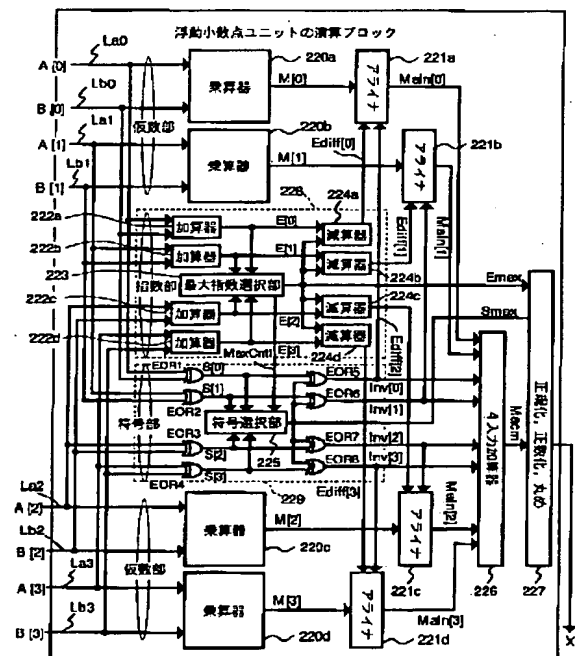 浮動小数点ユニットの演算ブロック
La0
220a
221a
A [0]
乗算器
M[0]
アライナ
Maln[0]
Lb0
B [0]
仮数部
La1
220b
Ediff[0]
221b
A [1]
乗算器
M[1]
アライナ
Lb1
B [1]
228
224a
Ediff[1]
Maln[1]
222a
加算器
E[0]
減算器
222b
加算器
E[1]
減算器
224b
223
指数部
最大指数選択部
Emax
224c
222c
加算器
E[2]
減算器
Smax
222d
加算器
E[3]
減算器
224d
Ediff[2]
MaxCntl
EOR1
S[0]
EOR5
Inv[0]
S[1]
EOR6
Inv[1]
符号部
EOR2
符号選択部
EOR3
225
EOR7
Inv[2]
S[2]
EOR8
Inv[3]
S[3]
EOR4
4入力加算器
Macm
正規化，正数化，丸め
La2
229
Ediff[3]
A [2]
Lb2
乗算器
M[2]
アライナ
Maln[2]
B [2]
220c
La3
仮数部
221c
226
227
A [3]
乗算器
M[3]
アライナ
Maln[3]
Lb3
B [3]
220d
221d
X